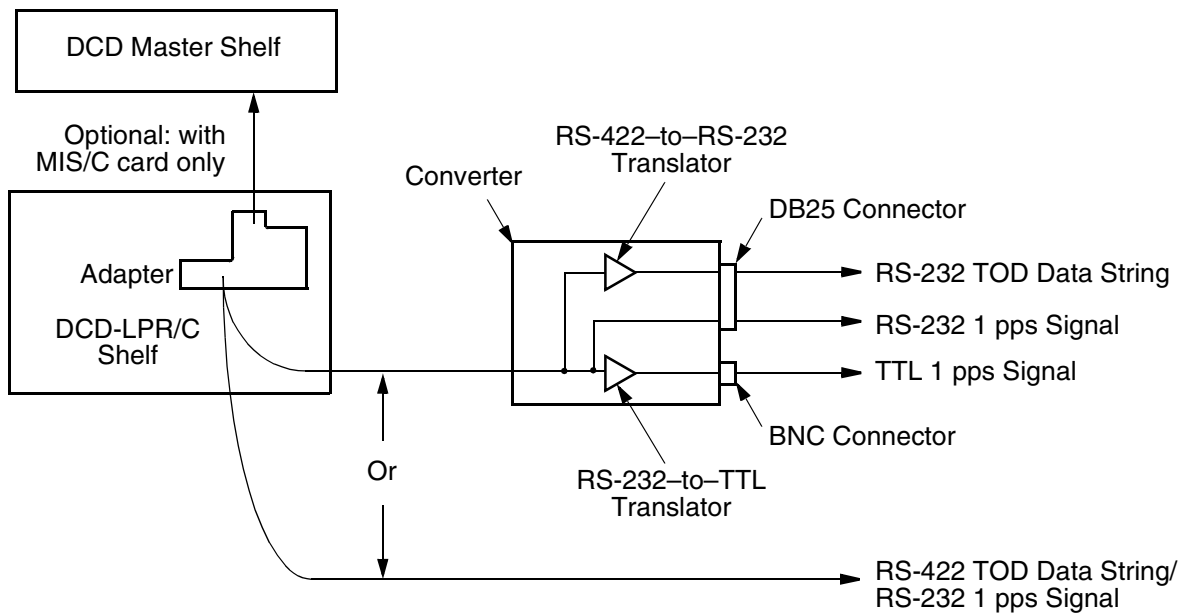 DCD Master Shelf
Optional: with
MIS/C card only
RS-422–to–RS-232
Translator
Converter
DB25 Connector
Adapter
RS-232 TOD Data String
DCD-LPR/C
Shelf
RS-232 1 pps Signal
TTL 1 pps Signal
BNC Connector
Or
RS-232–to–TTL
Translator
RS-422 TOD Data String/
RS-232 1 pps Signal